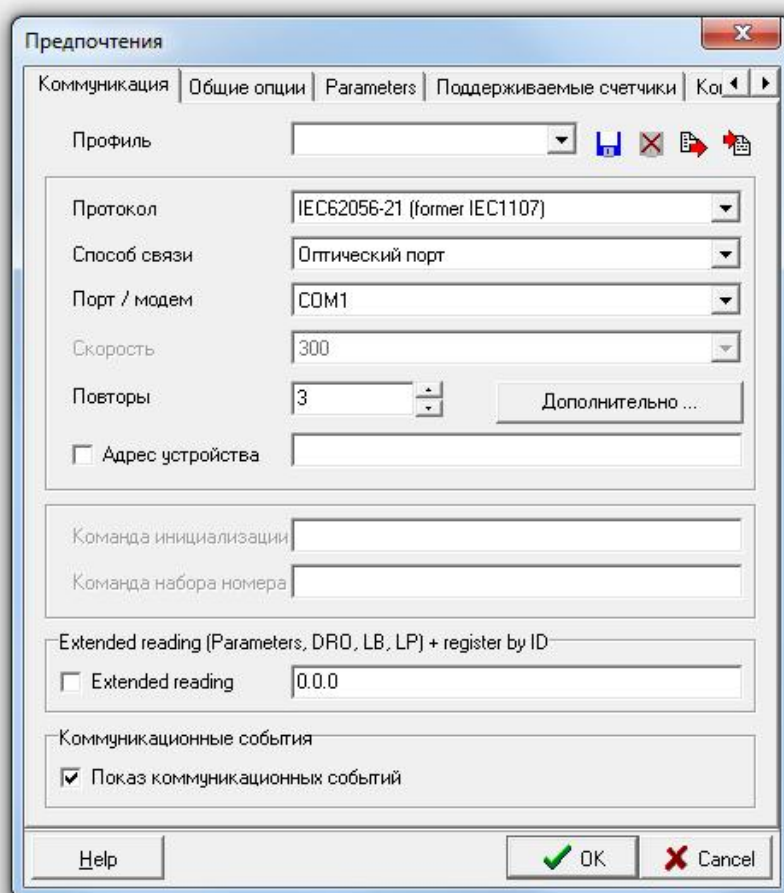 Предпочтения
Коммуникация Общие опции Parameters Поддерживаемые счетчики
Профиль
Протокол IEC62056-21 (former IEC1107)
Способ связи Оптический порт
Порт / модем COM1
Скорость 300
Повторы 3 Дополнительно ...
Адрес устройства
Команда инициализации
Команда набора номера
Extended reading (Parameters, DRO, LB, LP) + register by ID
Extended reading 0.0.0
Коммуникационные события
Показ коммуникационных событий
Help OK Cancel